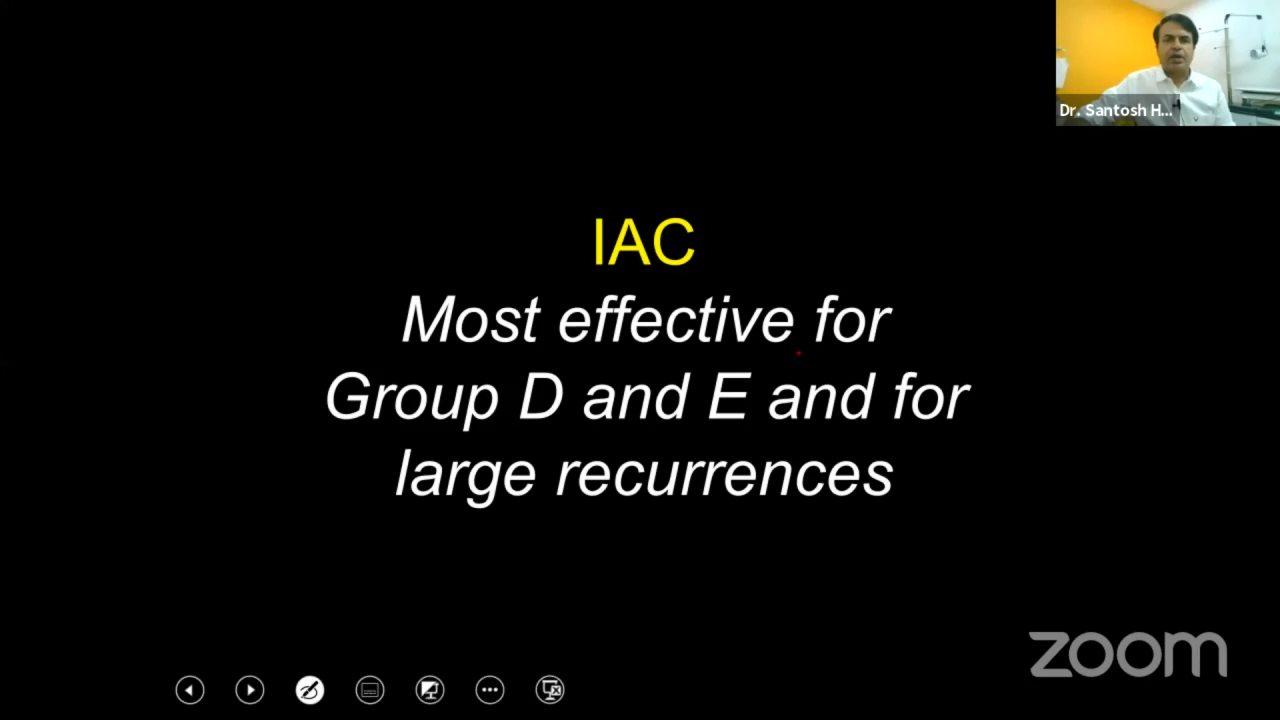 Dr. Santosh H...
IAC
Most effective for
Group D and E and for
large recurrences
zoom